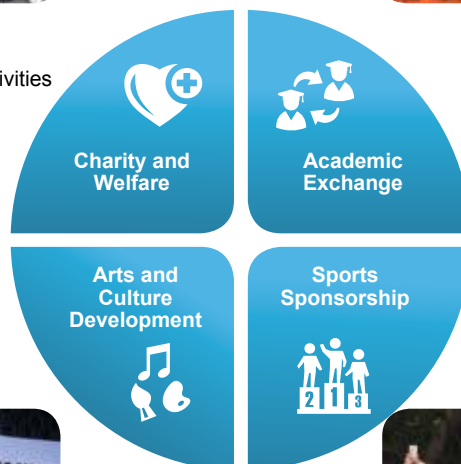 ivities
Charity and
Welfare
Academic
Exchange
Arts and
Culture
Development
Sports
Sponsorship
2 1 3